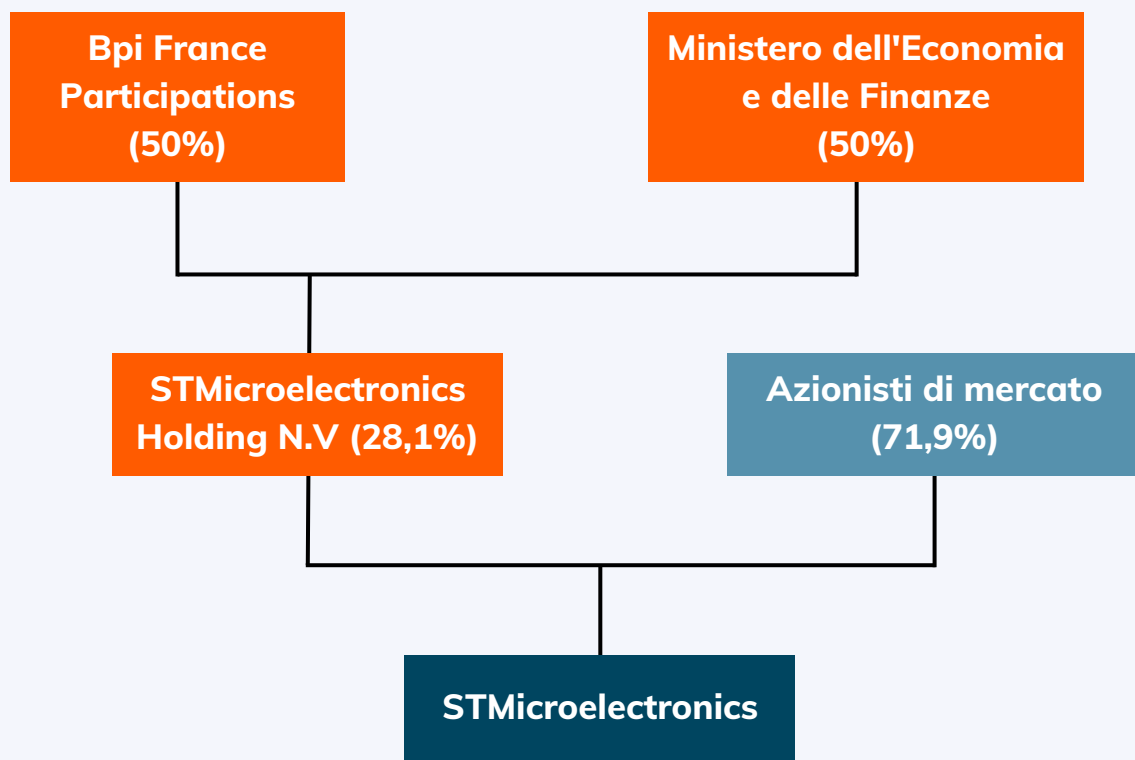 Bpi France
Participations
(50%)
Ministero dell'Economia
e delle Finanze
(50%)
STMicroelectronics
Holding N.V (28,1%)
Azionisti di mercato
(71,9%)
STMicroelectronics